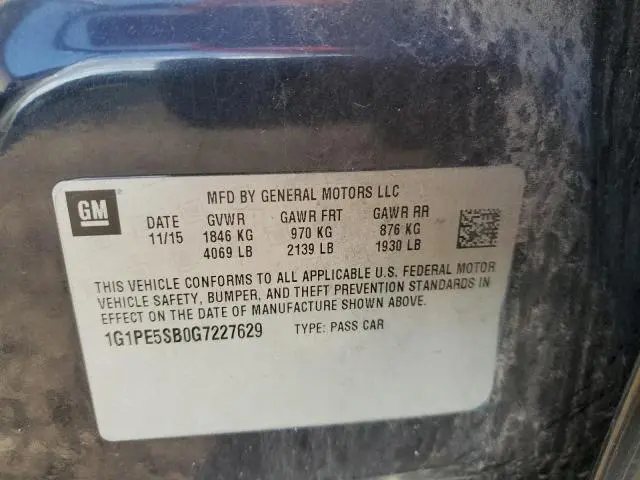 GM
MFD BY GENERAL MOTORS LLC
DATE GVWR GAWR FRT GAWR RR
11/15 1846 KG 970 KG 876 KG
4069 LB 2139 LB 1930 LB
THIS VEHICLE CONFORMS TO ALL APPLICABLE U.S. FEDERAL MOTOR
VEHICLE SAFETY, BUMPER, AND THEFT PREVENTION STANDARDS IN
EFFECT ON THE DATE OF MANUFACTURE SHOWN ABOVE.
1G1PE5SB0G7227629 TYPE: PASS CAR